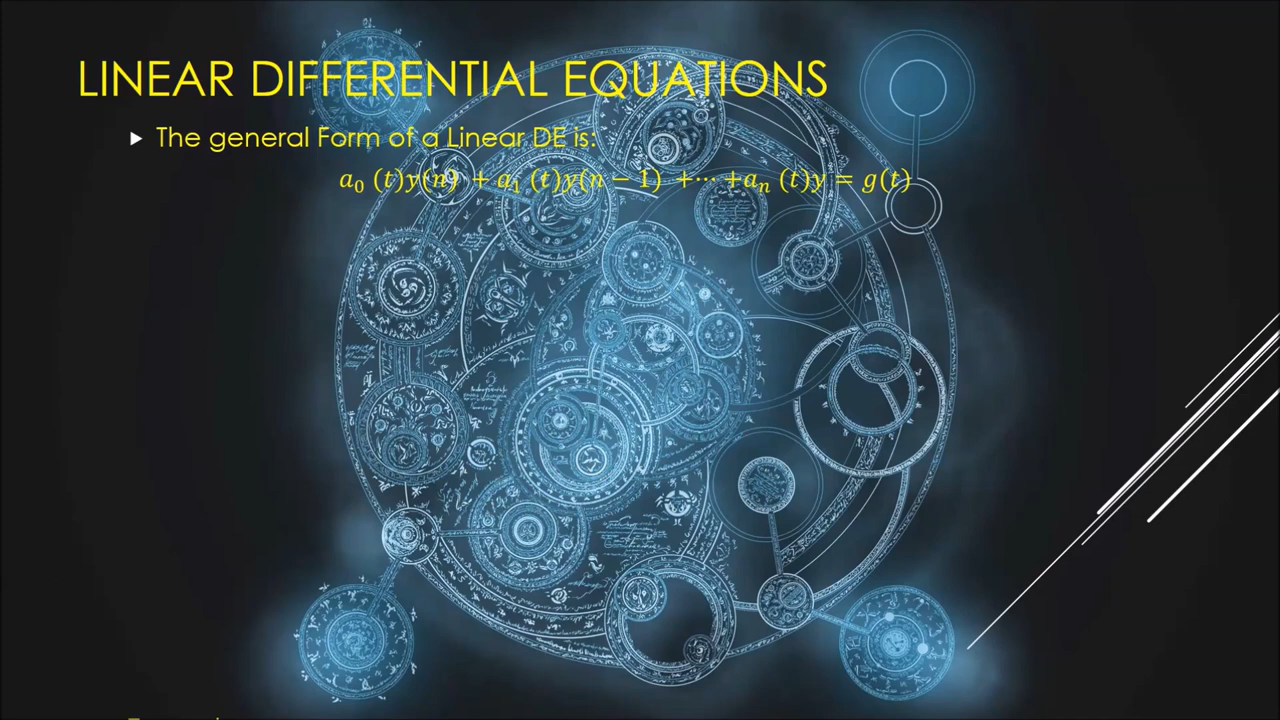 LINEAR DIFFERENTIAL EQUATIONS
The general Form of a Linear DE is:
a₀ (t)y(n) + a₁ (t)y(n − 1) +⋯ +aₙ (t)y = g(t)